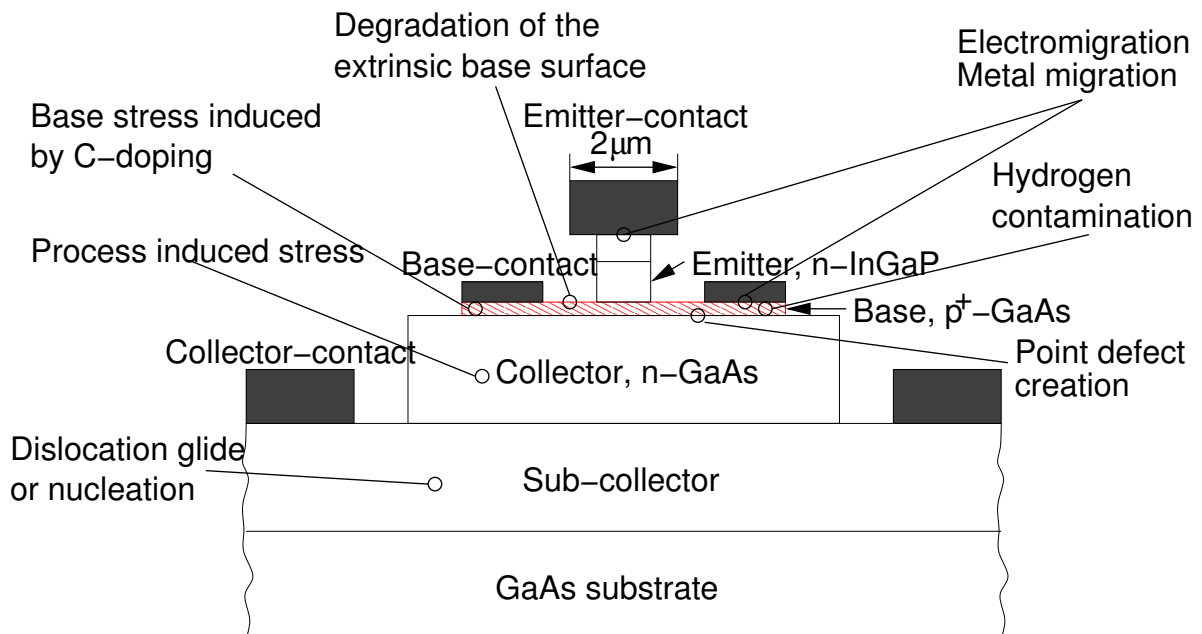 Degradation of the
extrinsic base surface
Electromigration
Metal migration
Base stress induced
by C−doping
Emitter−contact
2μm
Hydrogen
contamination
Process induced stress
Base−contact
Emitter, n−InGaP
Base, p+−GaAs
Collector−contact
Collector, n−GaAs
Point defect
creation
Dislocation glide
or nucleation
Sub−collector
GaAs substrate